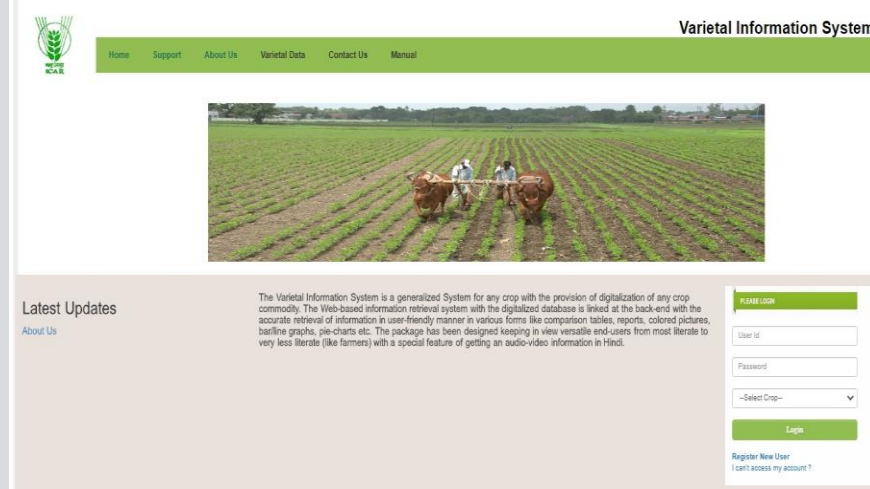 Varietal Information System
ICAR
Home Support About Us Varietal Data Contact Us Manual
Latest Updates
About Us
The Varietal Information System is a generalized System for any crop with the provision of digitalization of any crop
commodity. The Web-based information retrieval system with the digitalized database is linked at the back-end with the
accurate retrieval of information in user-friendly manner in various forms like comparison tables, reports, colored pictures,
bar/line graphs, pie-charts etc. The package has been designed keeping in view versatile end-users from most literate to
very less literate (like farmers) with a special feature of getting an audio-video information in Hindi.
PLEASE LOGIN
User Id
Password
--Select Crop--
Login
Register New User
I can't access my account ?